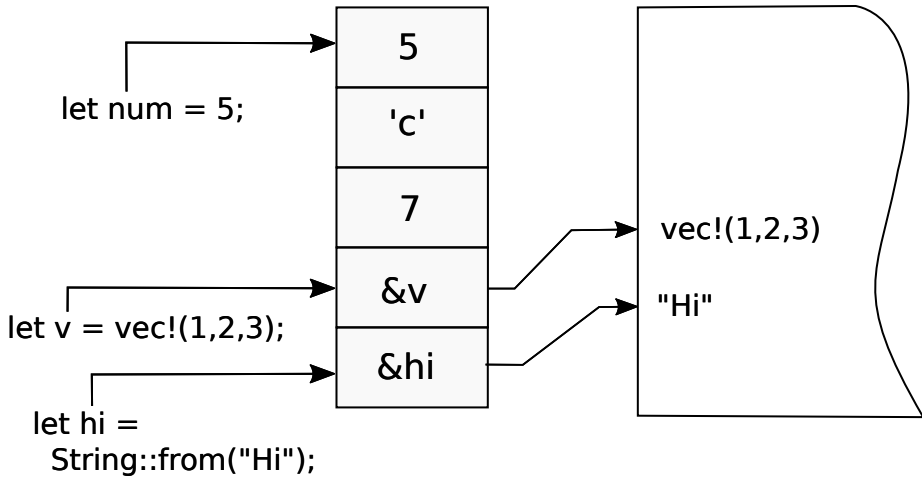 let num = 5;
let v = vec!(1,2,3);
let hi =
String::from("Hi");
5
'c'
7
&v
&hi
vec!(1,2,3)
"Hi"